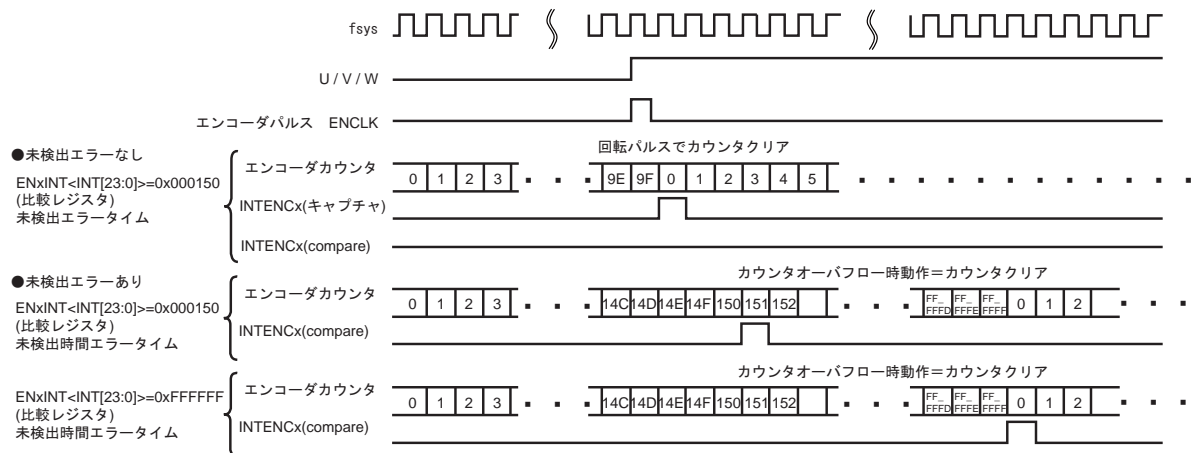 fsys
U / V / W
エンコーダパルス ENCLK
●未検出エラーなし
ENxINT<INT[23:0]>=0x000150
(比較レジスタ)
未検出エラータイム
回転パルスでカウンタクリア
エンコーダカウンタ
0 1 2 3 9E 9F 0 1 2 3 4 5
INTENCx(キャプチャ)
INTENCx(compare)
●未検出エラーあり
ENxINT<INT[23:0]>=0x000150
(比較レジスタ)
未検出時間エラータイム
カウンタオーバフロー時動作=カウンタクリア
エンコーダカウンタ
0 1 2 3 14C 14D 14E 14F 150 151 152 FF_FFFD FF_FFFE FF_FFFF 0 1 2
INTENCx(compare)
カウンタオーバフロー時動作=カウンタクリア
ENxINT<INT[23:0]>=0xFFFFFF
(比較レジスタ)
未検出時間エラータイム
エンコーダカウンタ
0 1 2 3 14C 14D 14E 14F 150 151 152 FF_FFFD FF_FFFE FF_FFFF 0 1 2
INTENCx(compare)